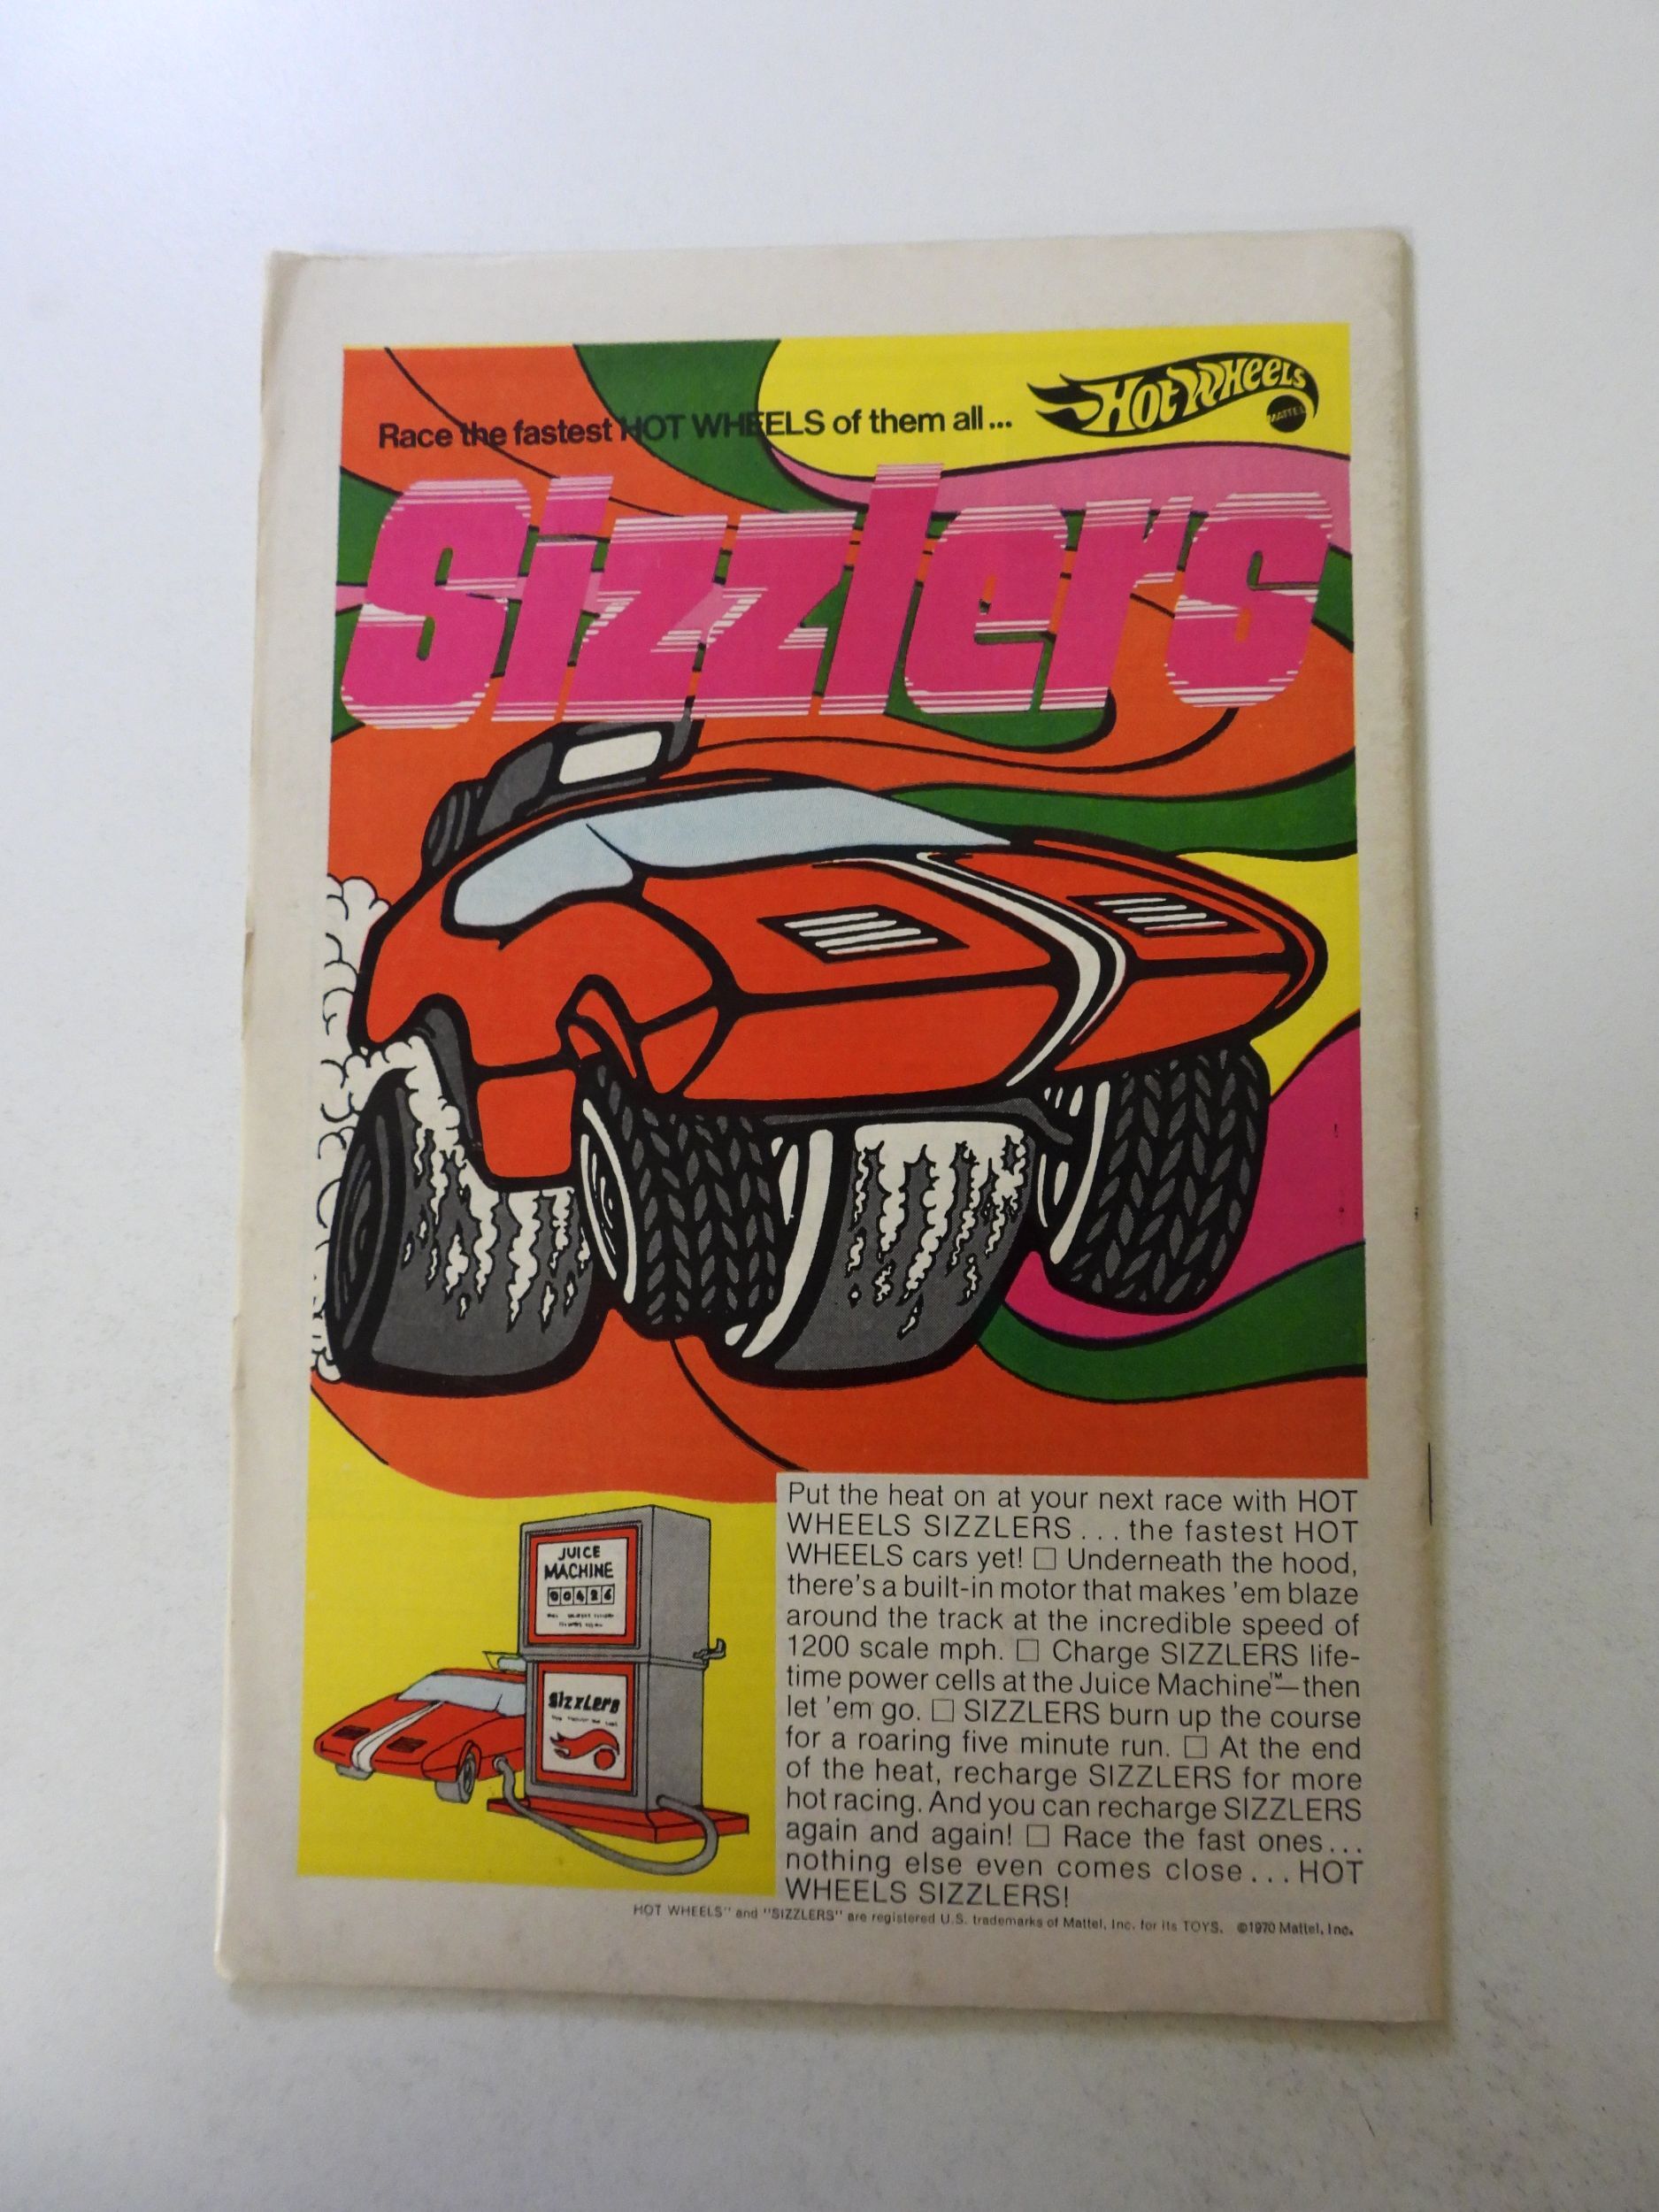 Race the fastest HOT WHEELS of them all...
Hot Wheels
MATTEL
Sizzlers
Put the heat on at your next race with HOT
WHEELS SIZZLERS . . . the fastest HOT
WHEELS cars yet! □ Underneath the hood,
there's a built-in motor that makes 'em blaze
around the track at the incredible speed of
1200 scale mph. □ Charge SIZZLERS life-
time power cells at the Juice Machine™—then
let 'em go. □ SIZZLERS burn up the course
for a roaring five minute run. □ At the end
of the heat, recharge SIZZLERS for more
hot racing. And you can recharge SIZZLERS
again and again! □ Race the fast ones...
nothing else even comes close... HOT
WHEELS SIZZLERS!
JUICE
MACHINE
00426
Sizzlers
HOT WHEELS" and "SIZZLERS" are registered U.S. trademarks of Mattel, Inc. for its TOYS. ©1970 Mattel, Inc.